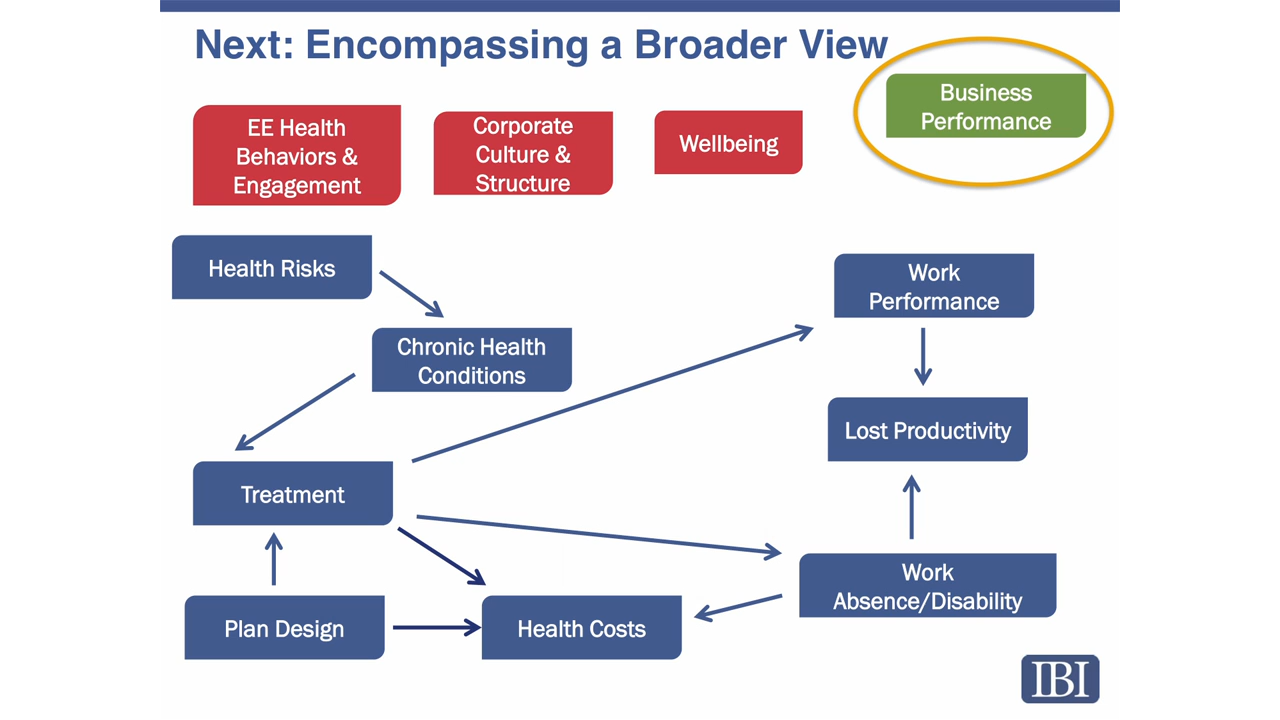 Next: Encompassing a Broader View
Business
Performance
EE Health
Behaviors &
Engagement
Corporate
Culture &
Structure
Wellbeing
Health Risks
Work
Performance
Chronic Health
Conditions
Lost Productivity
Treatment
Work
Absence/Disability
Plan Design
Health Costs
IBI